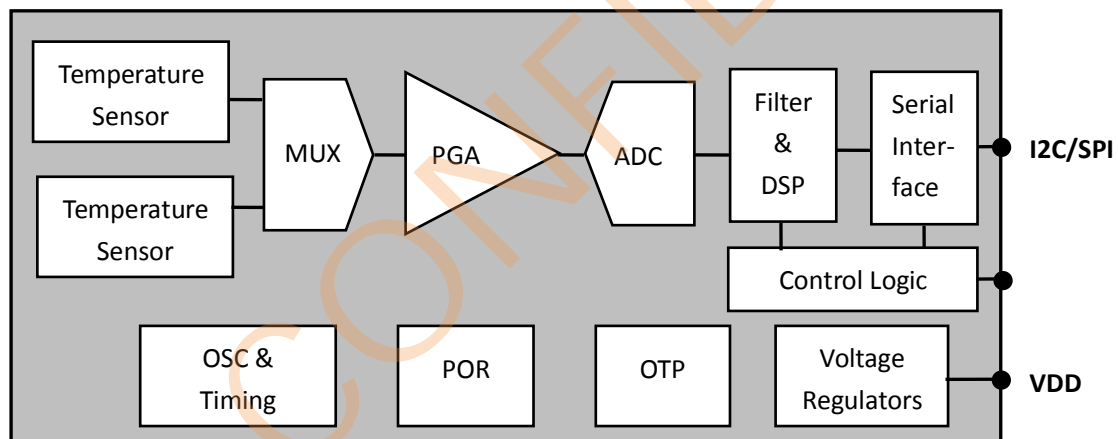 Temperature
Sensor
Temperature
Sensor
MUX
PGA
ADC
Filter
&
DSP
Serial
Inter-
face
I2C/SPI
Control Logic
OSC &
Timing
POR
OTP
Voltage
Regulators
VDD